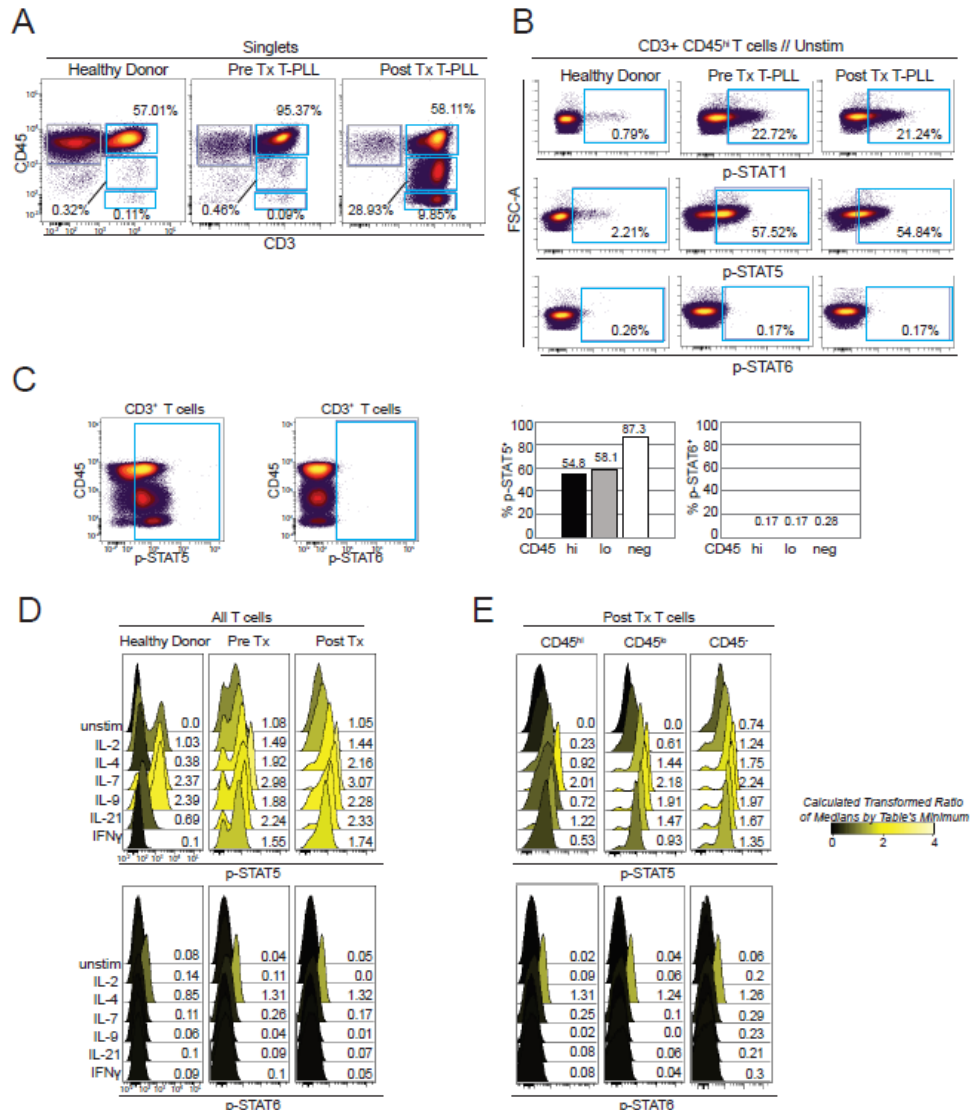 A
Singlets
Healthy Donor Pre Tx T-PLL Post Tx T-PLL
57.01% 95.37% 58.11%
CD45
0.32% 0.11% 0.46% 0.09% 28.93% 9.85%
CD3
B
CD3+ CD45hi T cells // Unstim
Healthy Donor Pre Tx T-PLL Post Tx T-PLL
0.79% 22.72% 21.24%
p-STAT1
FSC-A
2.21% 57.52% 54.84%
p-STAT5
0.26% 0.17% 0.17%
p-STAT6
C
CD3+ T cells CD3+ T cells
CD45 CD45
p-STAT5 p-STAT6
% p-STAT5+
100
80
60
40
20
0
54.8 58.1 87.3
CD45 hi lo neg
% p-STAT6+
100
80
60
40
20
0
0.17 0.17 0.28
CD45 hi lo neg
D
All T cells
Healthy Donor Pre Tx Post Tx
unstim 0.0 1.08 1.05
IL-2 1.03 1.49 1.44
IL-4 0.38 1.92 2.16
IL-7 2.37 2.98 3.07
IL-9 2.39 1.88 2.28
IL-21 0.69 2.24 2.33
IFNγ 0.1 1.55 1.74
p-STAT5
unstim 0.08 0.04 0.05
IL-2 0.14 0.11 0.0
IL-4 0.85 1.31 1.32
IL-7 0.11 0.26 0.17
IL-9 0.06 0.04 0.01
IL-21 0.1 0.09 0.07
IFNγ 0.09 0.1 0.05
p-STAT6
E
Post Tx T cells
CD45hi CD45lo CD45-
0.0 0.0 0.74
0.23 0.61 1.24
0.92 1.44 1.75
2.01 2.18 2.24
0.72 1.91 1.97
1.22 1.47 1.67
0.53 0.93 1.35
p-STAT5
0.02 0.04 0.06
0.09 0.06 0.2
1.31 1.24 1.26
0.25 0.1 0.29
0.02 0.0 0.23
0.08 0.06 0.21
0.08 0.04 0.3
p-STAT6
Calculated Transformed Ratio
of Medians by Table's Minimum
0 2 4